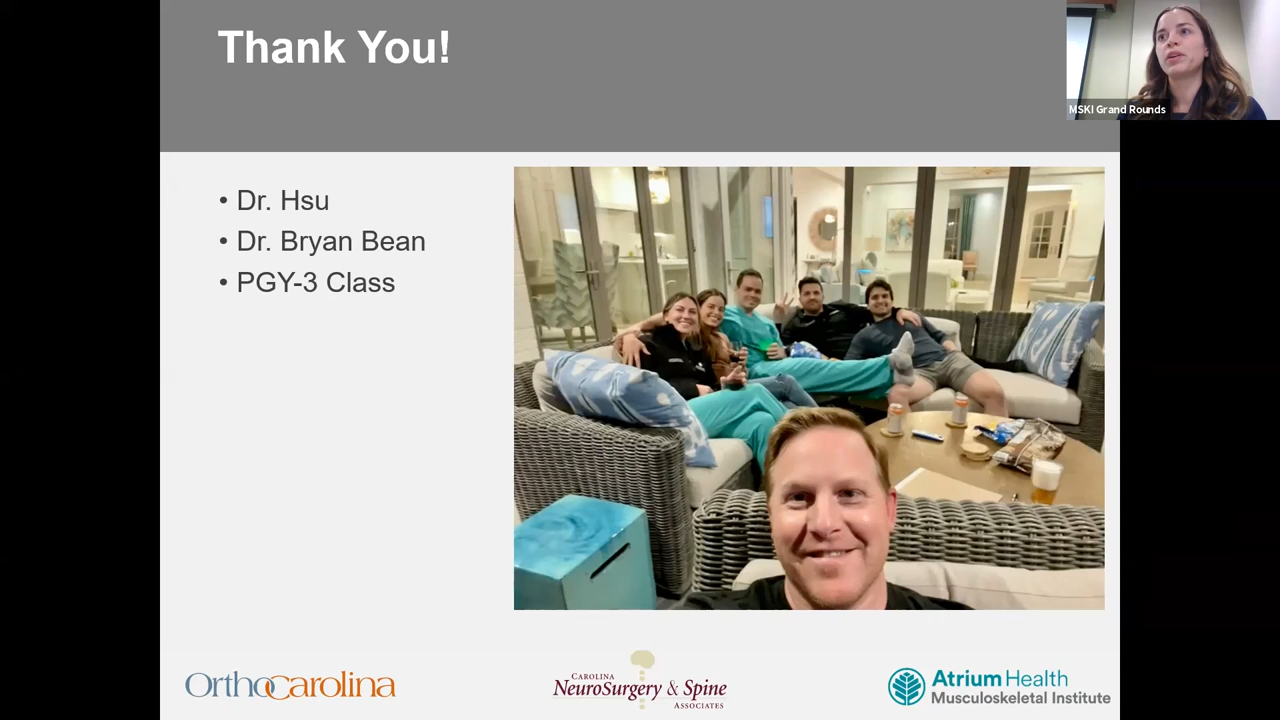 Thank You!
MSKI Grand Rounds
• Dr. Hsu
• Dr. Bryan Bean
• PGY-3 Class
OrthoCarolina
CAROLINA
NEUROSURGERY & SPINE
ASSOCIATES
Atrium Health
Musculoskeletal Institute